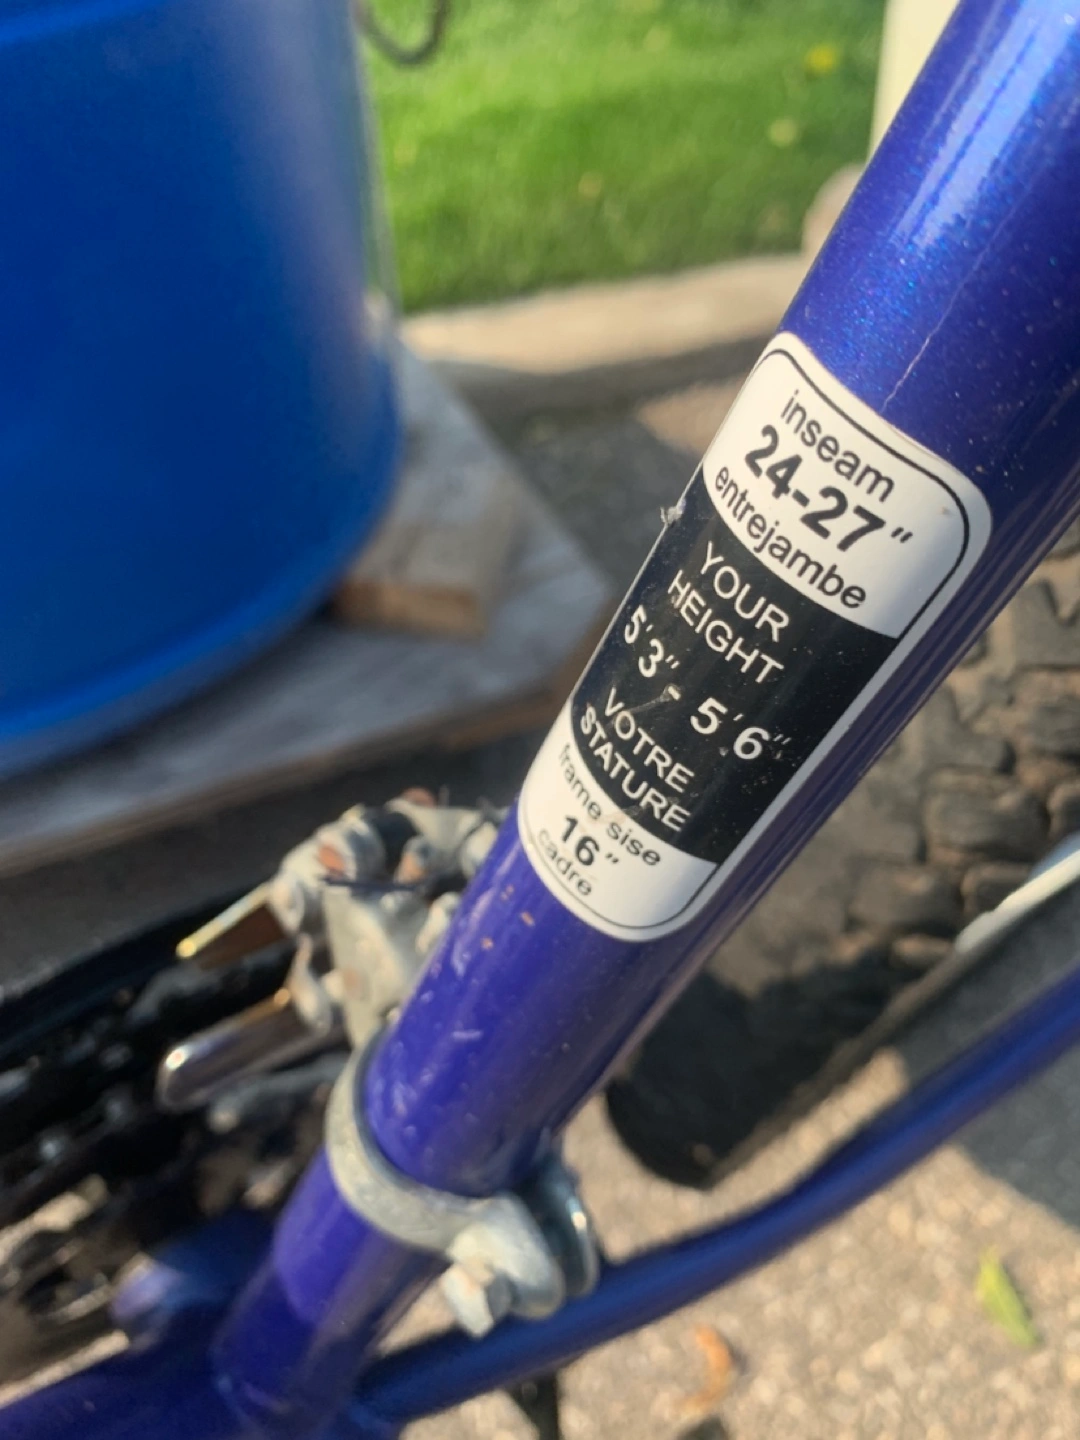 inseam
24-27"
entrejambe
YOUR
HEIGHT
5'3"- 5'6"
VOTRE
STATURE
frame sise
16"
cadre